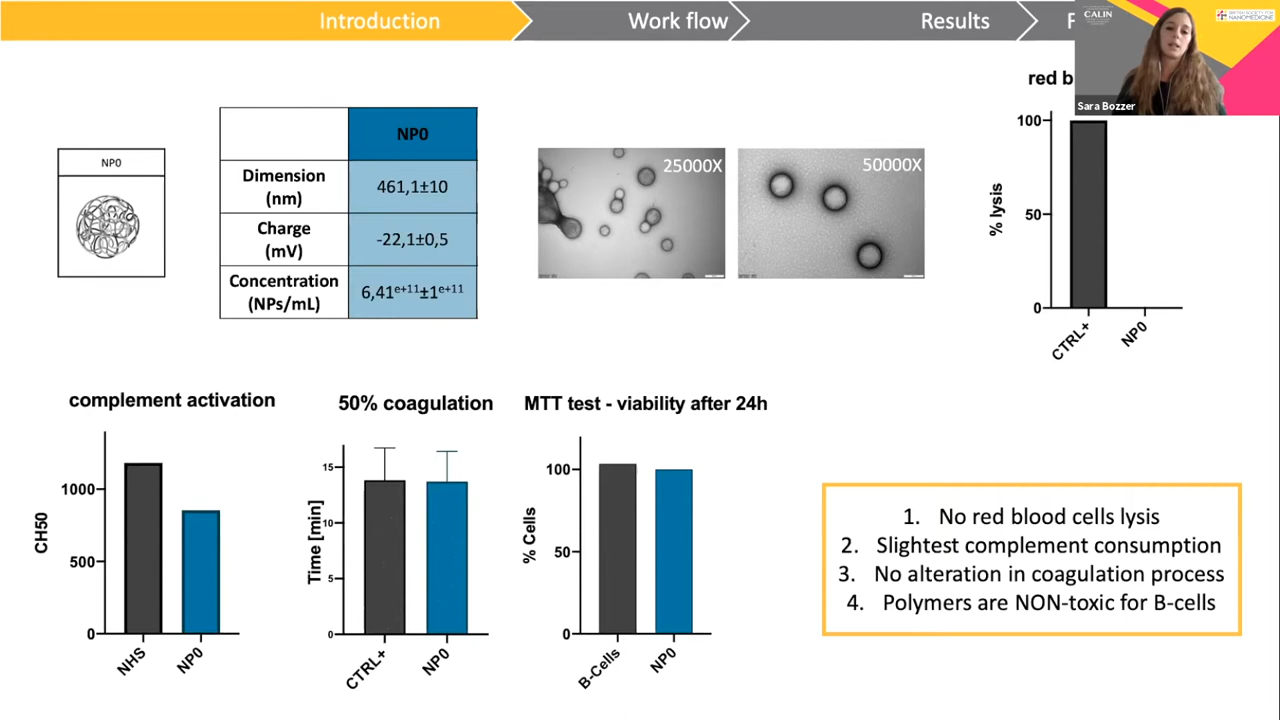 Introduction
Work flow
Results
CALIN
BRITISH SOCIETY FOR
NANOMEDICINE
Sara Bozzer
red b
NP0
NP0
Dimension
(nm)
461,1±10
Charge
(mV)
-22,1±0,5
Concentration
(NPs/mL)
6,41e+11±1e+11
25000X
50000X
% lysis
100
50
0
CTRL+
NP0
complement activation
CH50
1000
500
0
NHS
NP0
50% coagulation
Time [min]
15
10
5
0
CTRL+
NP0
MTT test - viability after 24h
% Cells
100
50
0
B-Cells
NP0
1. No red blood cells lysis
2. Slightest complement consumption
3. No alteration in coagulation process
4. Polymers are NON-toxic for B-cells